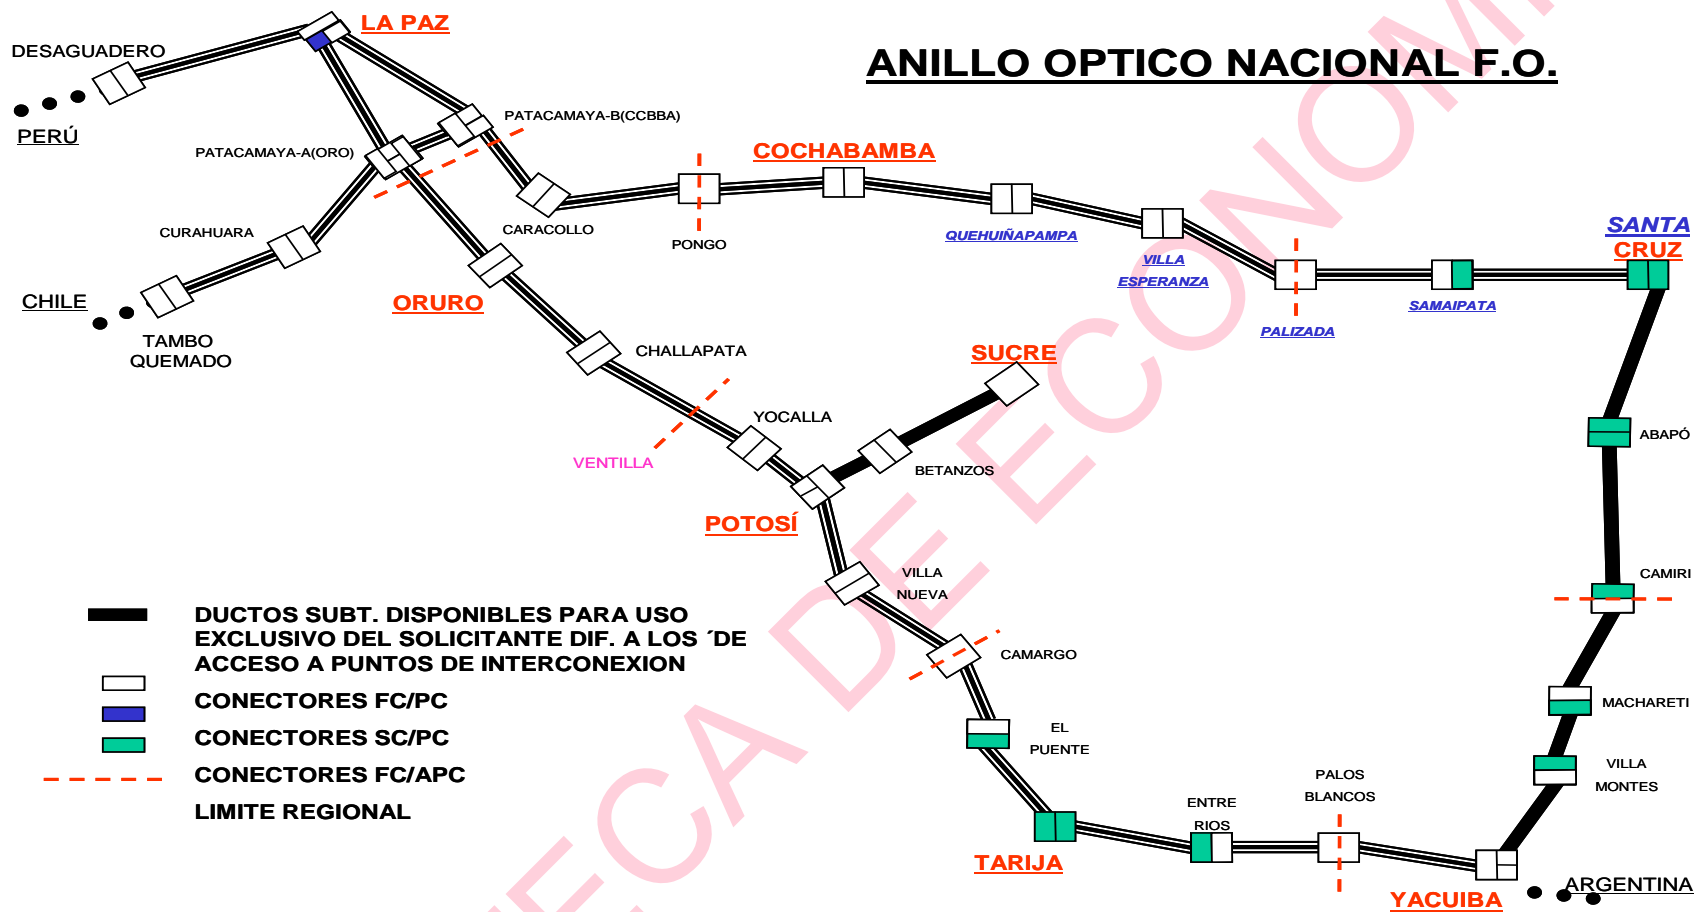 LA PAZ
DESAGUADERO
ANILLO OPTICO NACIONAL F.O.
PERÚ
PATACAMAYA-B(CCBBA)
PATACAMAYA-A(ORO)
COCHABAMBA
CURAHUARA
CARACOLLO
PONGO
QUEHUIÑAPAMPA
VILLA
ESPERANZA
SANTA
CRUZ
CHILE
ORURO
SAMAIPATA
PALIZADA
TAMBO
QUEMADO
CHALLAPATA
SUCRE
YOCALLA
ABAPÓ
VENTILLA
BETANZOS
POTOSÍ
VILLA
NUEVA
CAMIRI
DUCTOS SUBT. DISPONIBLES PARA USO
EXCLUSIVO DEL SOLICITANTE DIF. A LOS ´DE
ACCESO A PUNTOS DE INTERCONEXION
CONECTORES FC/PC
CONECTORES SC/PC
CONECTORES FC/APC
LIMITE REGIONAL
CAMARGO
MACHARETI
EL
PUENTE
VILLA
MONTES
PALOS
BLANCOS
ENTRE
RIOS
TARIJA
YACUIBA
ARGENTINA
TECA DE ECONOM